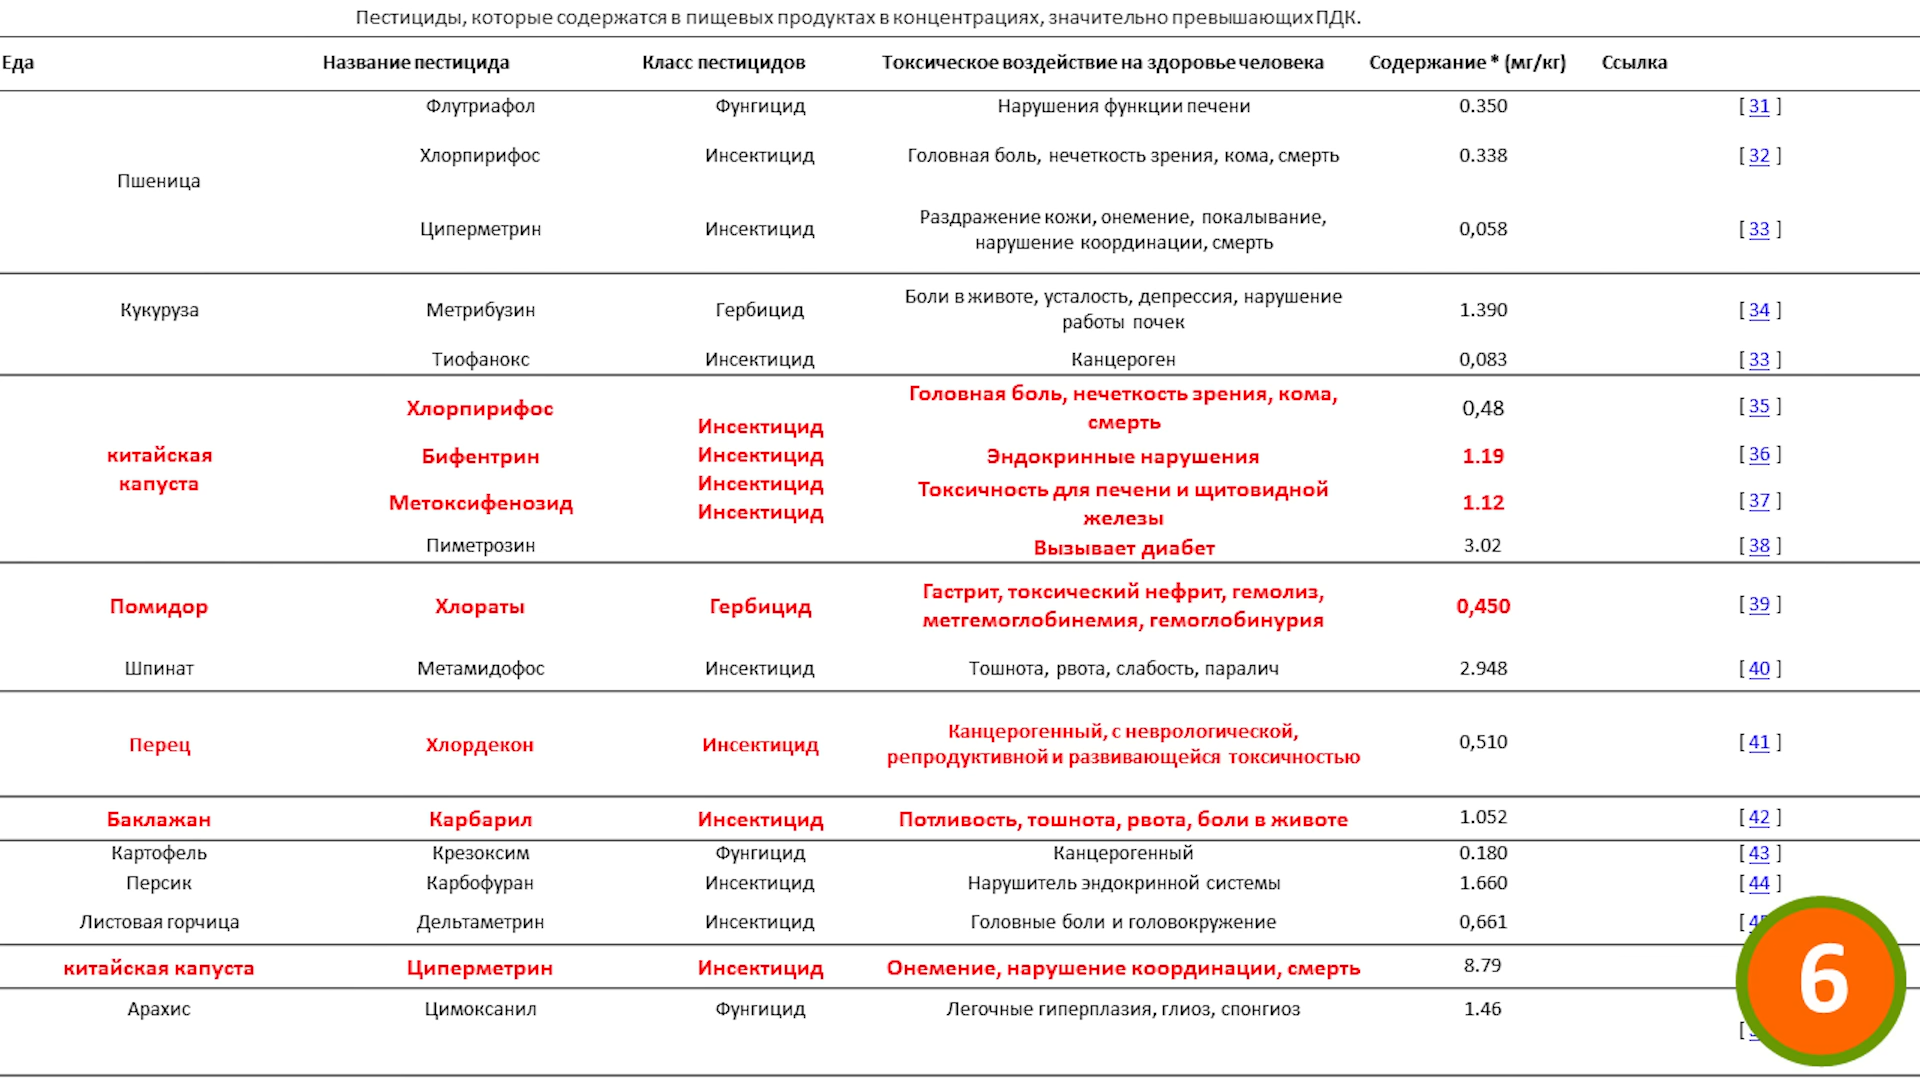 Пестициды, которые содержатся в пищевых продуктах в концентрациях, значительно превышающих ПДК.
Еда Название пестицида Класс пестицидов Токсическое воздействие на здоровье человека Содержание * (мг/кг) Ссылка
Флутриафол Фунгицид Нарушения функции печени 0.350 [ 31 ]
Хлорпирифос Инсектицид Головная боль, нечеткость зрения, кома, смерть 0.338 [ 32 ]
Пшеница
Раздражение кожи, онемение, покалывание,
Циперметрин Инсектицид 0,058 [ 33 ]
нарушение координации, смерть
Боли в животе, усталость, депрессия, нарушение
Кукуруза Метрибузин Гербицид 1.390 [ 34 ]
работы почек
Тиофанокс Инсектицид Канцероген 0,083 [ 33 ]
Головная боль, нечеткость зрения, кома,
Хлорпирифос 0,48 [ 35 ]
смерть
Инсектицид
китайская Бифентрин Инсектицид Эндокринные нарушения 1.19 [ 36 ]
капуста Инсектицид Токсичность для печени и щитовидной
Метоксифенозид 1.12 [ 37 ]
Инсектицид железы
Пиметрозин Вызывает диабет 3.02 [ 38 ]
Гастрит, токсический нефрит, гемолиз,
Помидор Хлораты Гербицид 0,450 [ 39 ]
метгемоглобинемия, гемоглобинурия
Шпинат Метамидофос Инсектицид Тошнота, рвота, слабость, паралич 2.948 [ 40 ]
Канцерогенный, с неврологической,
Перец Хлордекон Инсектицид 0,510 [ 41 ]
репродуктивной и развивающейся токсичностью
Баклажан Карбарил Инсектицид Потливость, тошнота, рвота, боли в животе 1.052 [ 42 ]
Картофель Крезоксим Фунгицид Канцерогенный 0.180 [ 43 ]
Персик Карбофуран Инсектицид Нарушитель эндокринной системы 1.660 [ 44 ]
Листовая горчица Дельтаметрин Инсектицид Головные боли и головокружение 0,661 [
китайская капуста Циперметрин Инсектицид Онемение, нарушение координации, смерть 8.79
Арахис Цимоксанил Фунгицид Легочные гиперплазия, глиоз, спонгиоз 1.46
[
6